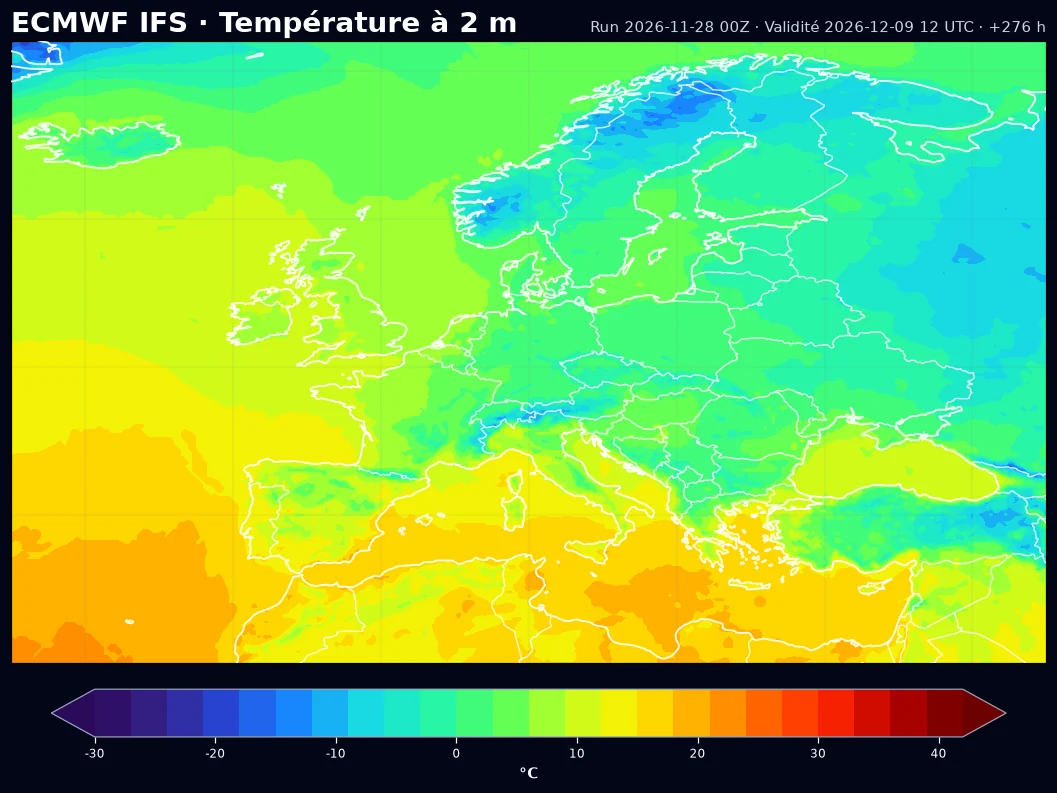 ECMWF IFS · Température à 2 m
Run 2026-11-28 00Z · Validité 2026-12-09 12 UTC · +276 h
-30 -20 -10 0 10 20 30 40
°C